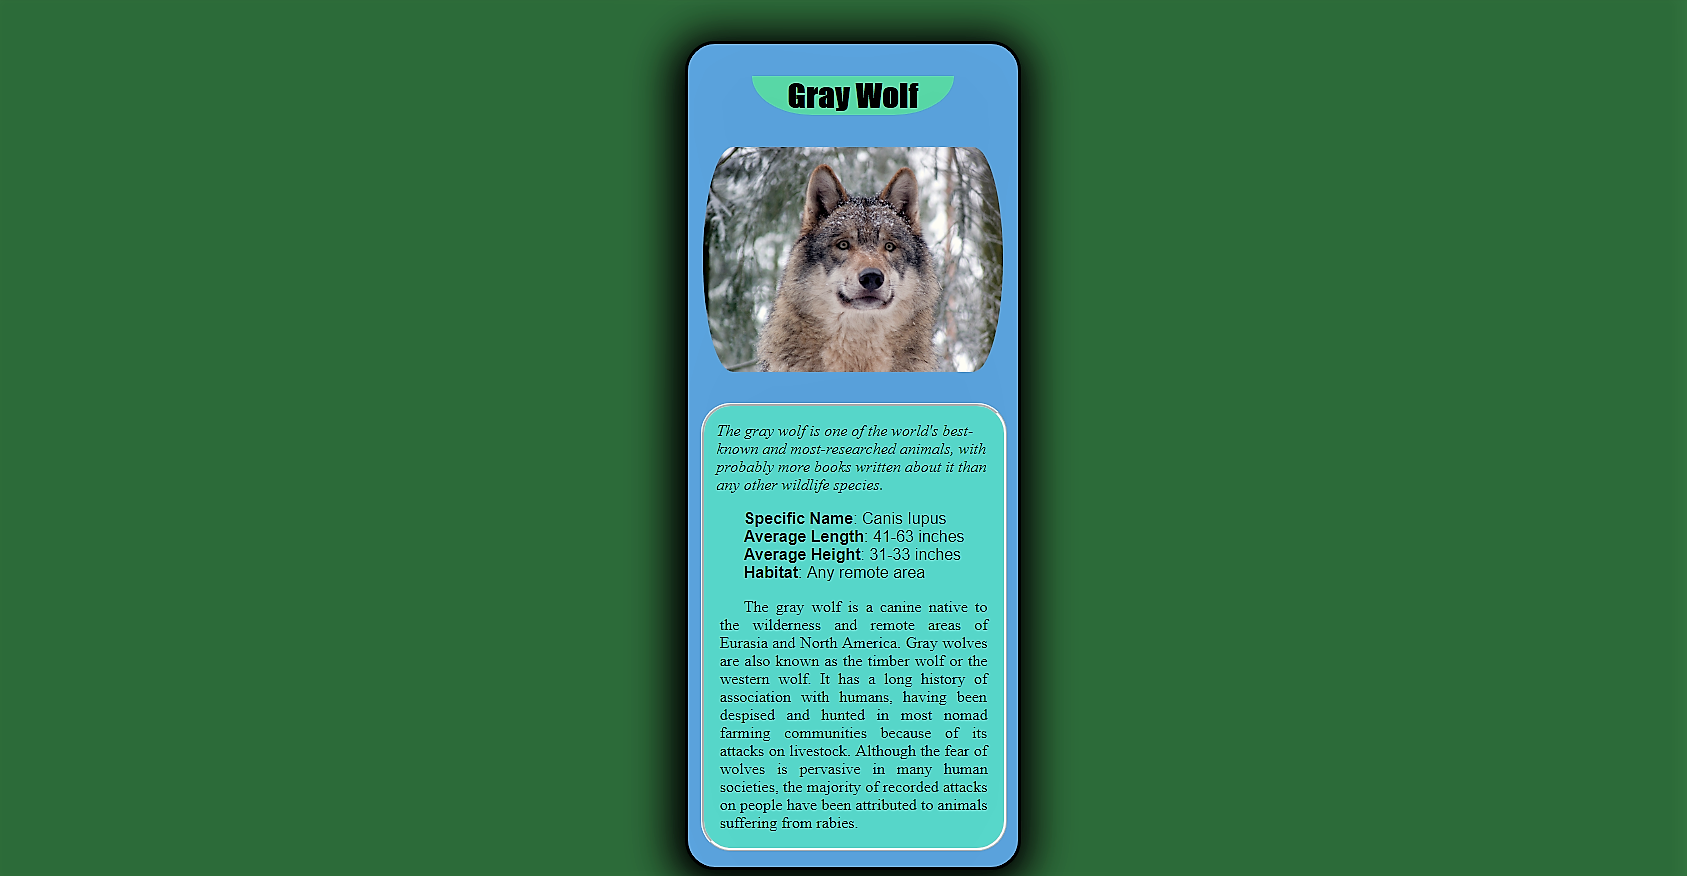 Gray Wolf
The gray wolf is one of the world's best-
known and most-researched animals, with
probably more books written about it than
any other wildlife species.
Specific Name: Canis lupus
Average Length: 41-63 inches
Average Height: 31-33 inches
Habitat: Any remote area
The gray wolf is a canine native to
the wilderness and remote areas of
Eurasia and North America. Gray wolves
are also known as the timber wolf or the
western wolf. It has a long history of
association with humans, having been
despised and hunted in most nomad
farming communities because of its
attacks on livestock. Although the fear of
wolves is pervasive in many human
societies, the majority of recorded attacks
on people have been attributed to animals
suffering from rabies.